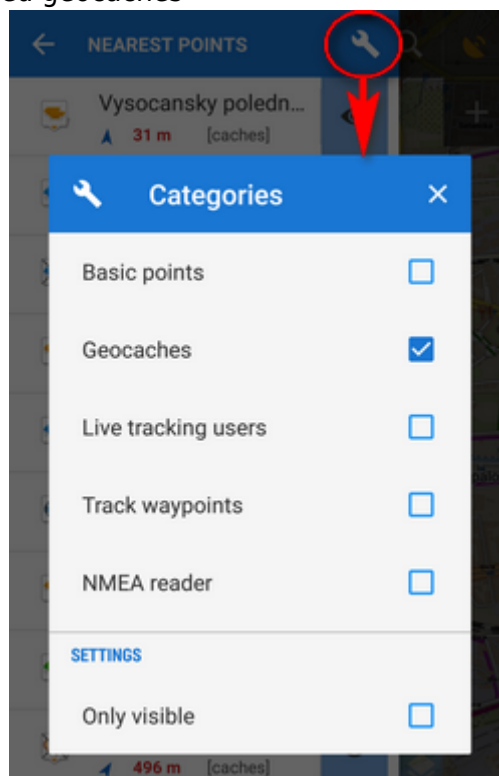 NEAREST POINTS
Vysocansky poledn...
31 m [caches]
Categories
Basic points
Geocaches
Live tracking users
Track waypoints
NMEA reader
SETTINGS
Only visible
496 m [caches]